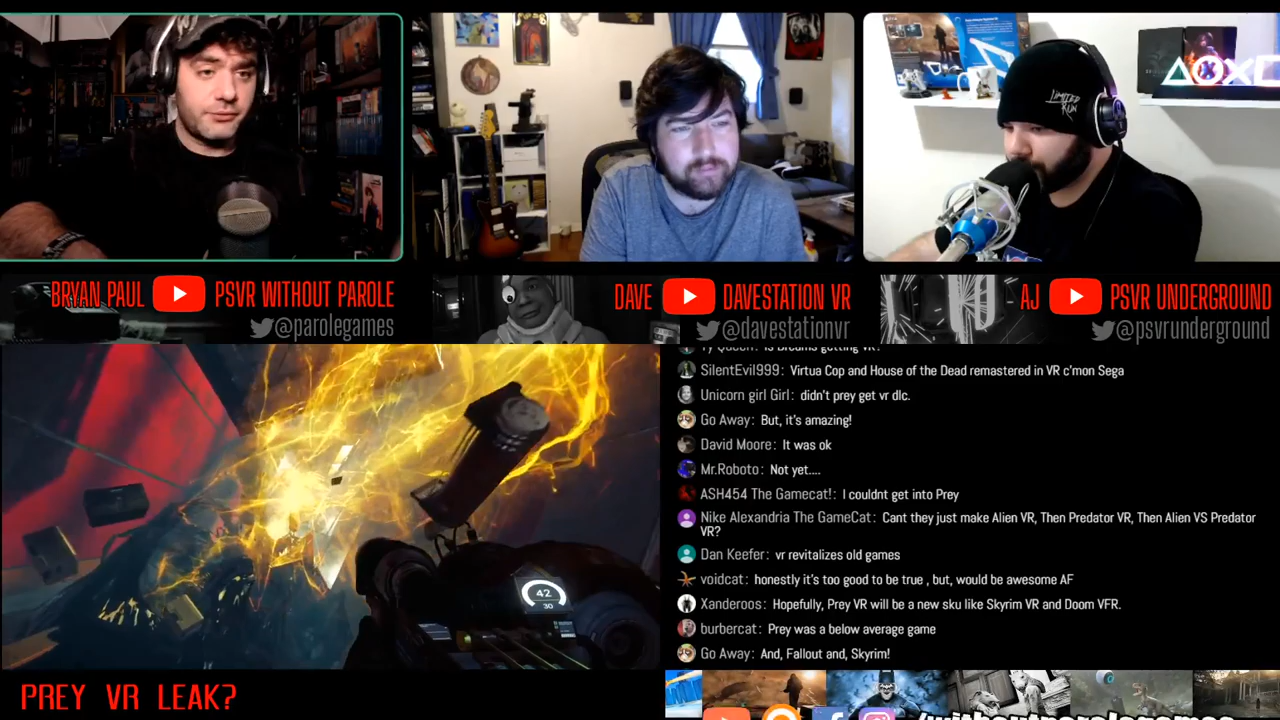 LIMITED
RUN
BRYAN PAUL PSVR WITHOUT PAROLE
@parolegames
DAVE DAVESTATION VR
@davestationvr
AJ PSVR UNDERGROUND
@psvrunderground
SilentEvil999: Virtua Cop and House of the Dead remastered in VR c'mon Sega
Unicorn girl Girl: didn't prey get vr dlc.
Go Away: But, it's amazing!
David Moore: It was ok
Mr.Roboto: Not yet....
ASH454 The Gamecat!: I couldnt get into Prey
Nike Alexandria The GameCat: Cant they just make Alien VR, Then Predator VR, Then Alien VS Predator
VR?
Dan Keefer: vr revitalizes old games
voidcat: honestly it's too good to be true , but, would be awesome AF
Xanderoos: Hopefully, Prey VR will be a new sku like Skyrim VR and Doom VFR.
burbercat: Prey was a below average game
Go Away: And, Fallout and, Skyrim!
42
30
PREY VR LEAK?